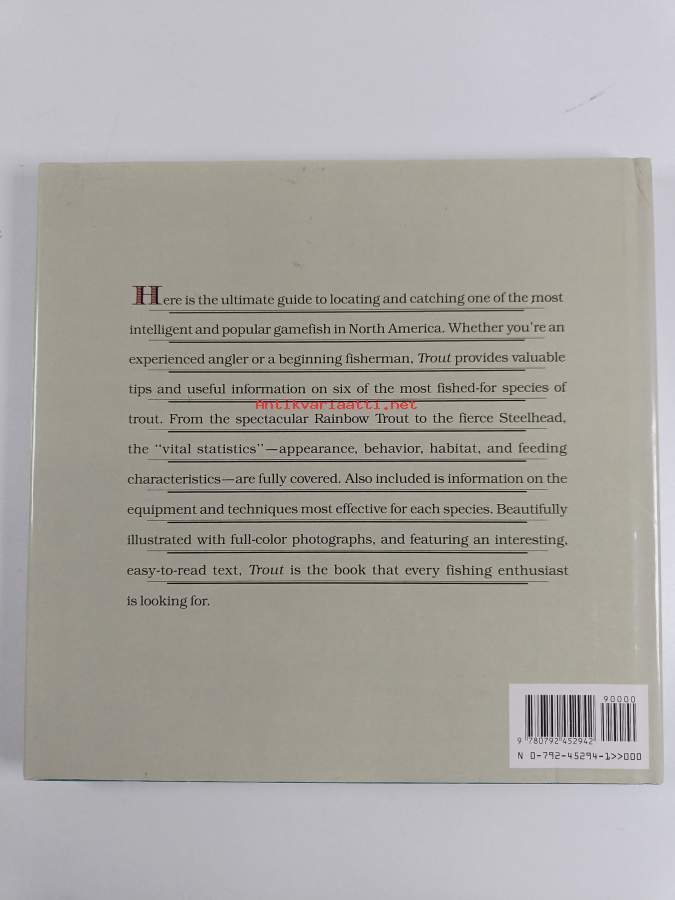 Here is the ultimate guide to locating and catching one of the most
intelligent and popular gamefish in North America. Whether you're an
experienced angler or a beginning fisherman, Trout provides valuable
tips and useful information on six of the most fished-for species of
Antikvariaatti.net
trout. From the spectacular Rainbow Trout to the fierce Steelhead,
the "vital statistics"—appearance, behavior, habitat, and feeding
characteristics—are fully covered. Also included is information on the
equipment and techniques most effective for each species. Beautifully
illustrated with full-color photographs, and featuring an interesting,
easy-to-read text, Trout is the book that every fishing enthusiast
is looking for.
90000
9 780792 452942
N 0-792-45294-1>>000